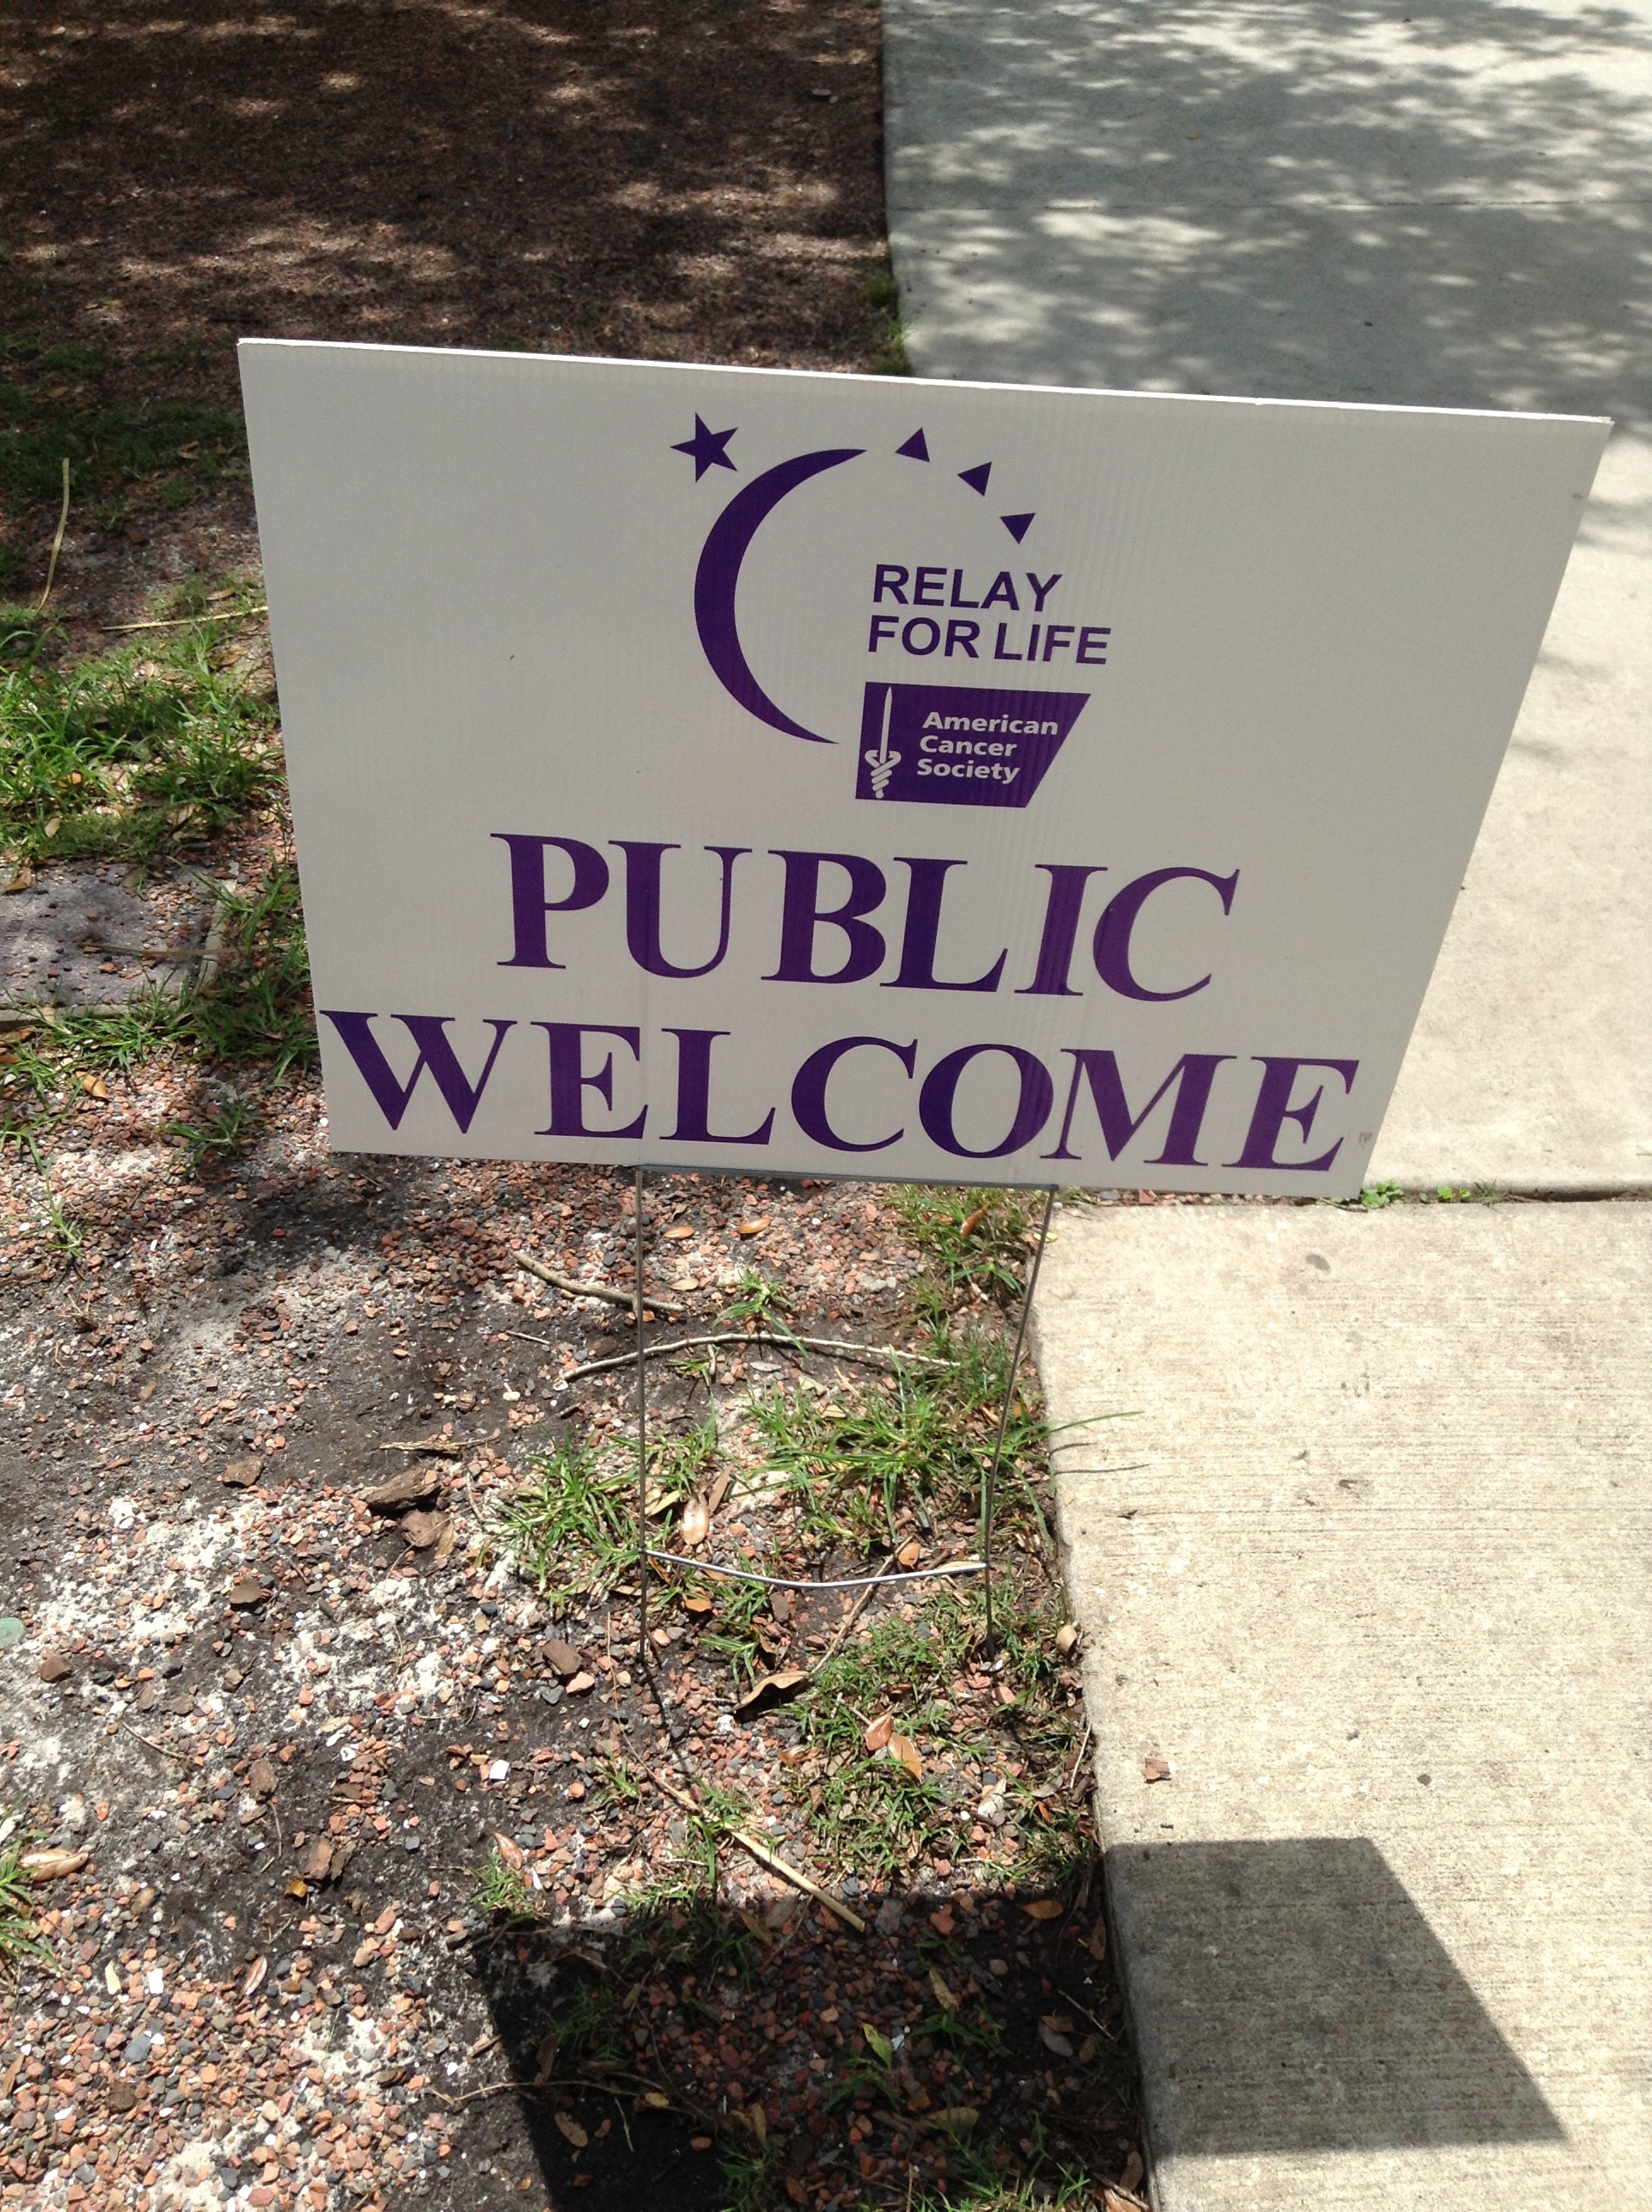 RELAY
FOR LIFE
American
Cancer
Society
PUBLIC
WELCOME